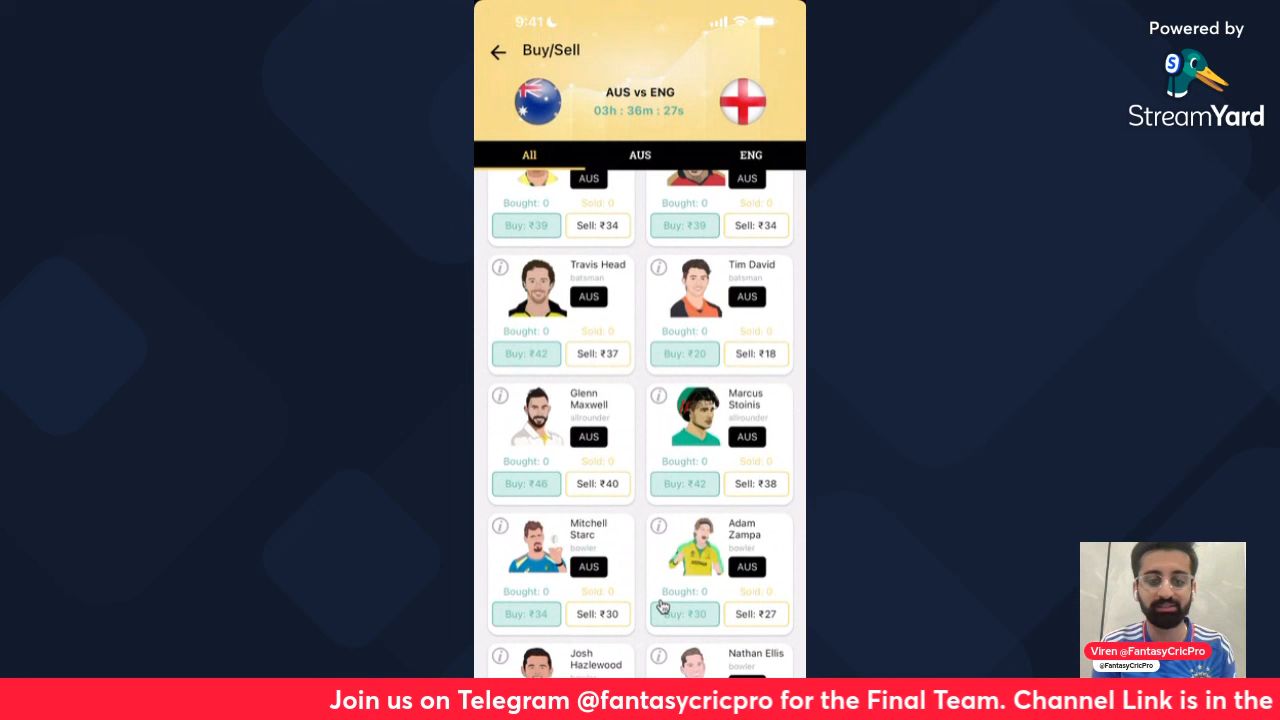 9:41
Powered by
StreamYard
Buy/Sell
AUS vs ENG
03h : 36m : 27s
All AUS ENG
AUS AUS
Bought: 0 Sold: 0 Bought: 0 Sold: 0
Buy: ₹39 Sell: ₹34 Buy: ₹39 Sell: ₹34
Travis Head Tim David
batsman batsman
AUS AUS
Bought: 0 Sold: 0 Bought: 0 Sold: 0
Buy: ₹42 Sell: ₹37 Buy: ₹20 Sell: ₹18
Glenn Marcus
Maxwell Stoinis
allrounder allrounder
AUS AUS
Bought: 0 Sold: 0 Bought: 0 Sold: 0
Buy: ₹46 Sell: ₹40 Buy: ₹42 Sell: ₹38
Mitchell Adam
Starc Zampa
bowler bowler
AUS AUS
Bought: 0 Sold: 0 Bought: 0 Sold: 0
Buy: ₹34 Sell: ₹30 Buy: ₹30 Sell: ₹27
Josh Nathan Ellis
Hazlewood bowler
Viren @FantasyCricPro
@FantasyCricPro
Join us on Telegram @fantasycricpro for the Final Team. Channel Link is in the